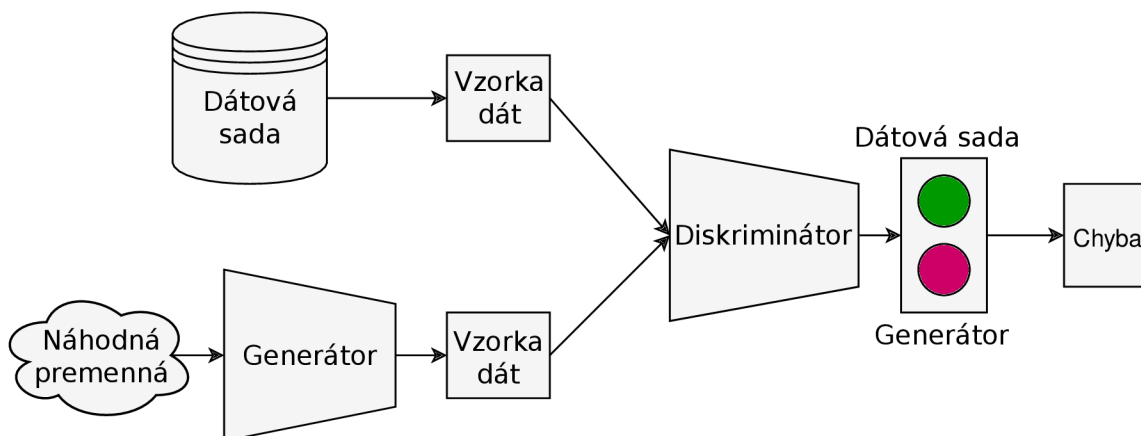 Dátová
sada
Vzorka
dát
Dátová sada
Diskriminátor
Chyba
Generátor
Náhodná
premenná
Generátor
Vzorka
dát